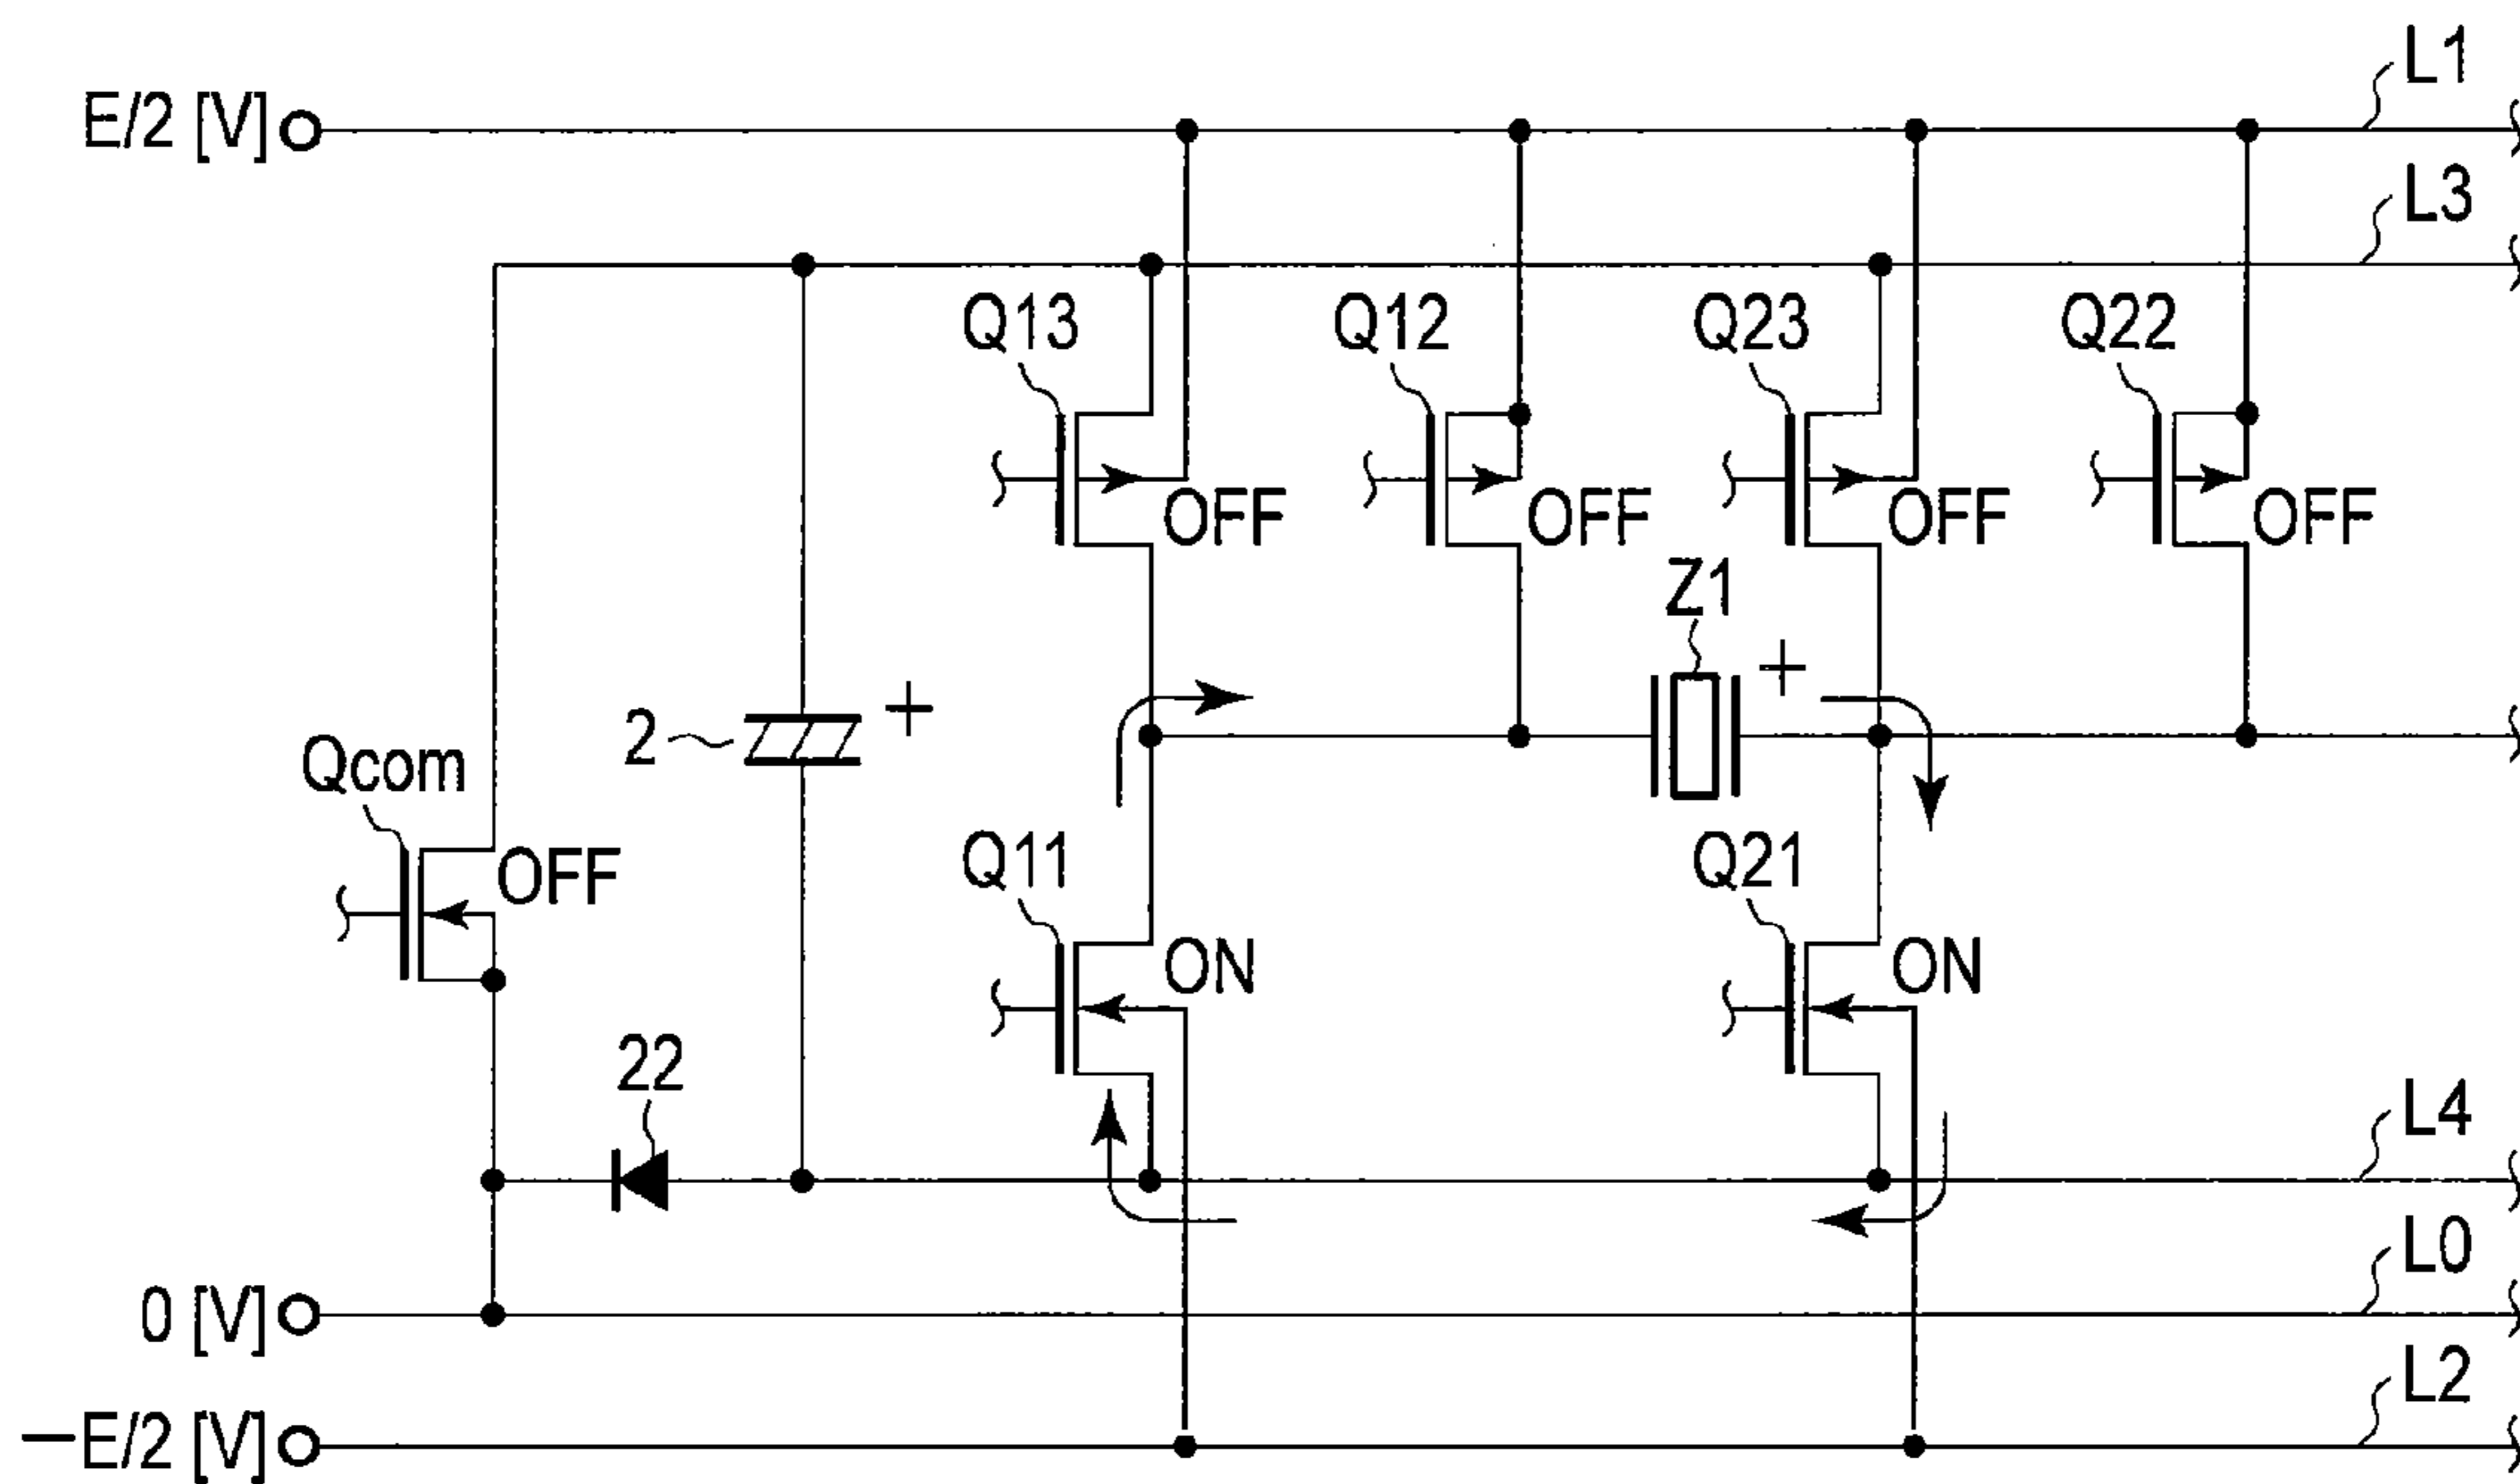 L1
E/2 [V]
L3
Q13
Q12
Q23
Q22
OFF
OFF
OFF
OFF
Z1
+
+
2
Qcom
OFF
Q11
Q21
ON
ON
22
L4
L0
0 [V]
L2
−E/2 [V]